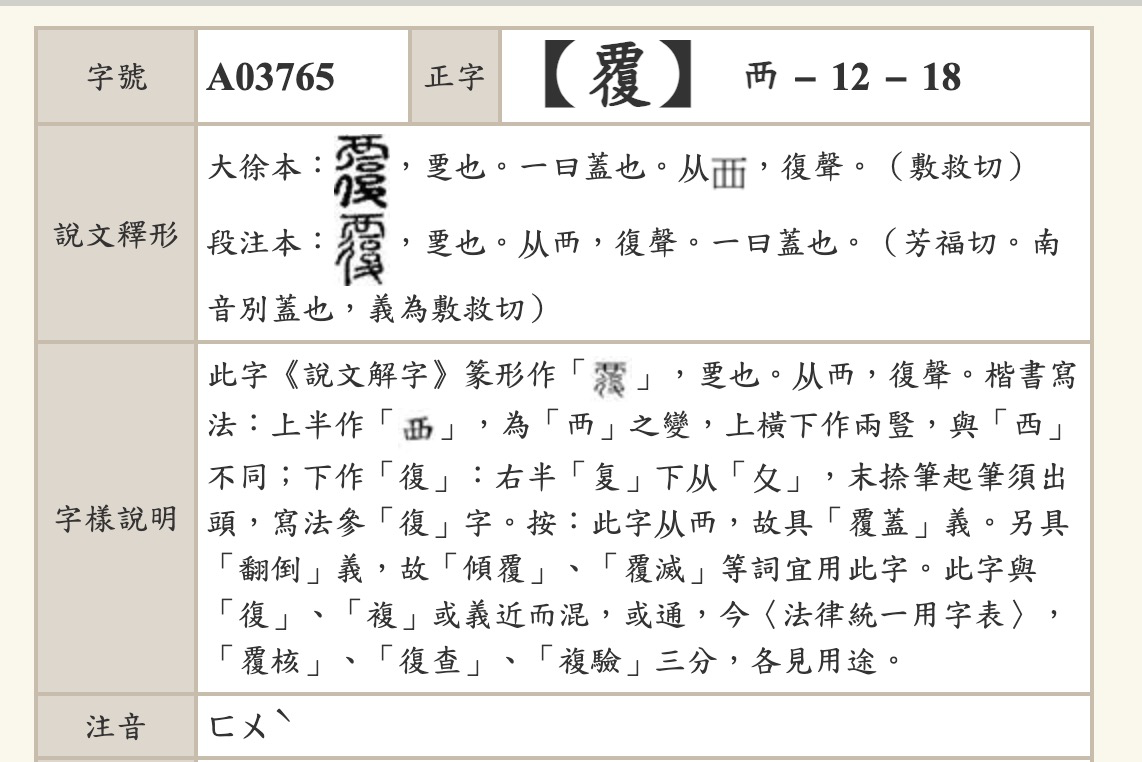 字號 A03765 正字 【覆】 襾 – 12 – 18
說文釋形
大徐本：，覂也。一曰蓋也。从襾，復聲。（敷救切）
段注本：，覂也。从襾，復聲。一曰蓋也。（芳福切。南
音別蓋也，義為敷救切）
字樣說明
此字《說文解字》篆形作「」，覂也。从襾，復聲。楷書寫
法：上半作「覀」，為「襾」之變，上橫下作兩豎，與「西」
不同；下作「復」：右半「复」下从「夊」，末捺筆起筆須出
頭，寫法參「復」字。按：此字从襾，故具「覆蓋」義。另具
「翻倒」義，故「傾覆」、「覆滅」等詞宜用此字。此字與
「復」、「複」或義近而混，或通，今〈法律統一用字表〉，
「覆核」、「復查」、「複驗」三分，各見用途。
注音 ㄈㄨˋ